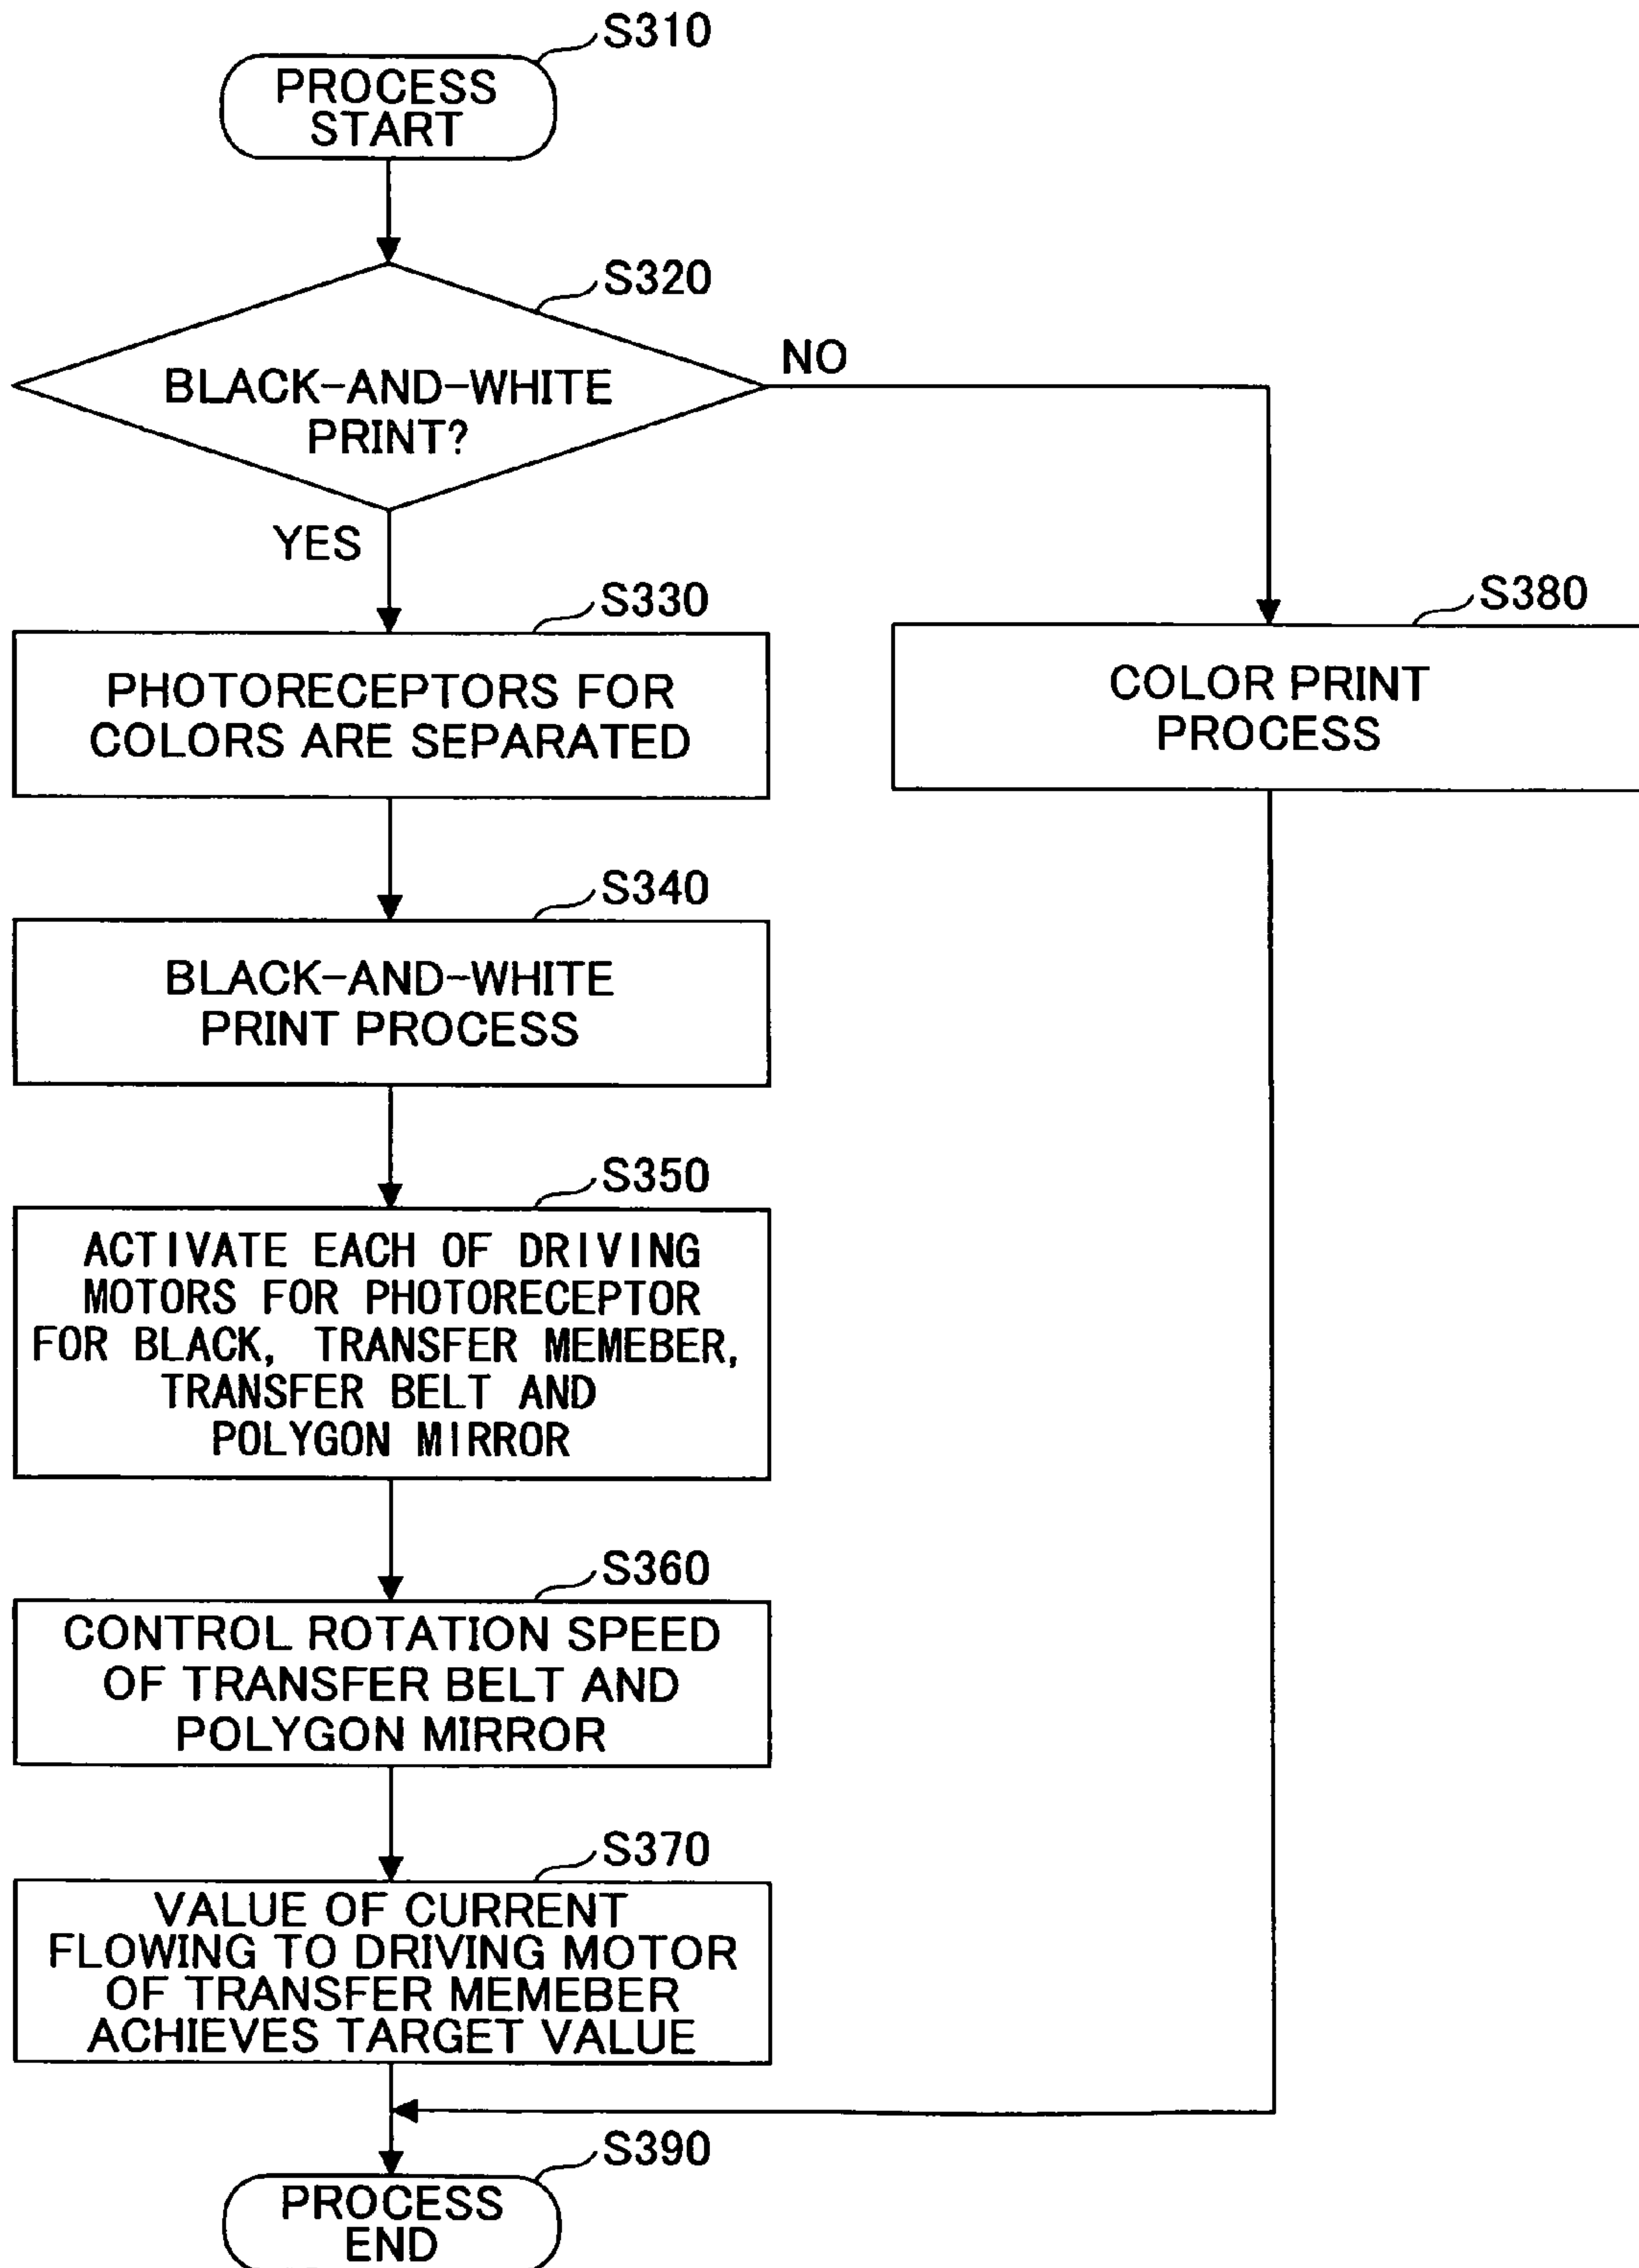 S310
PROCESS
START
S320
BLACK-AND-WHITE
PRINT?
NO
YES
S330
PHOTORECEPTORS FOR
COLORS ARE SEPARATED
S380
COLOR PRINT
PROCESS
S340
BLACK-AND-WHITE
PRINT PROCESS
S350
ACTIVATE EACH OF DRIVING
MOTORS FOR PHOTORECEPTOR
FOR BLACK, TRANSFER MEMEBER,
TRANSFER BELT AND
POLYGON MIRROR
S360
CONTROL ROTATION SPEED
OF TRANSFER BELT AND
POLYGON MIRROR
S370
VALUE OF CURRENT
FLOWING TO DRIVING MOTOR
OF TRANSFER MEMEBER
ACHIEVES TARGET VALUE
S390
PROCESS
END